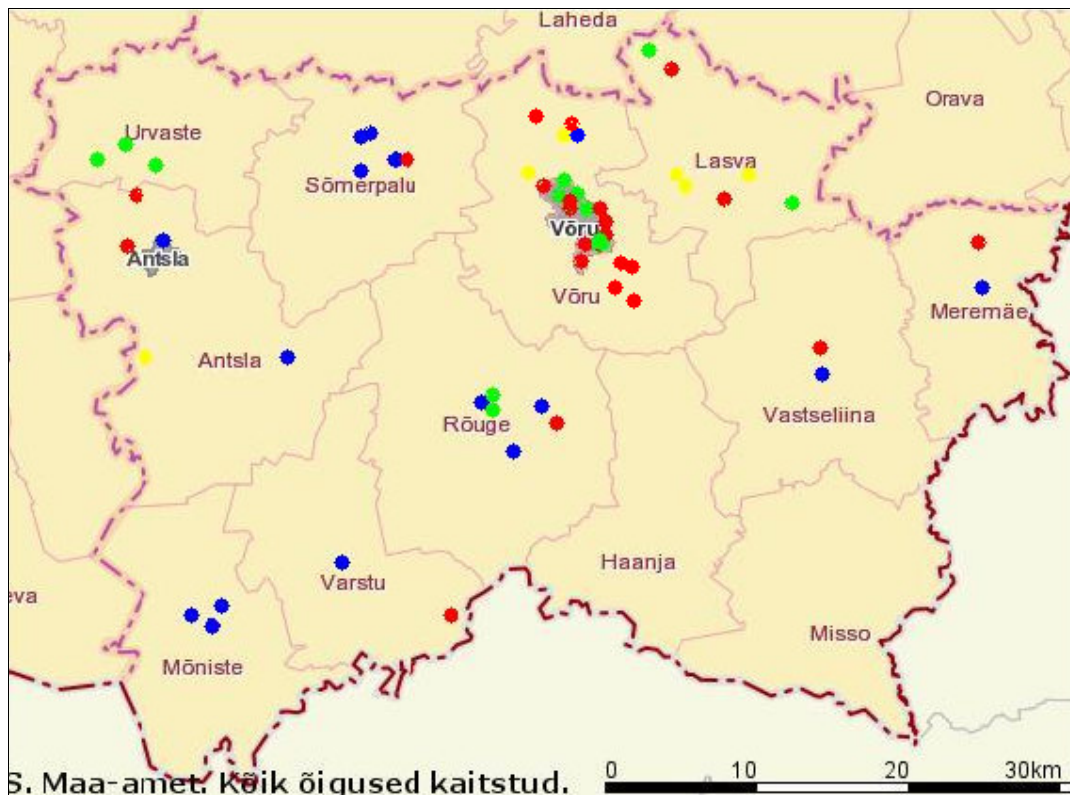 Laheda
Orava
Urvaste
Lasva
Sõmerpalu
Võru
Antsla
Võru
Meremäe
Antsla
Vastseliina
Rõuge
Haanja
Varstu
eva
Misso
Mõniste
S. Maa-amet. Kõik õigused kaitstud.
0 10 20 30km